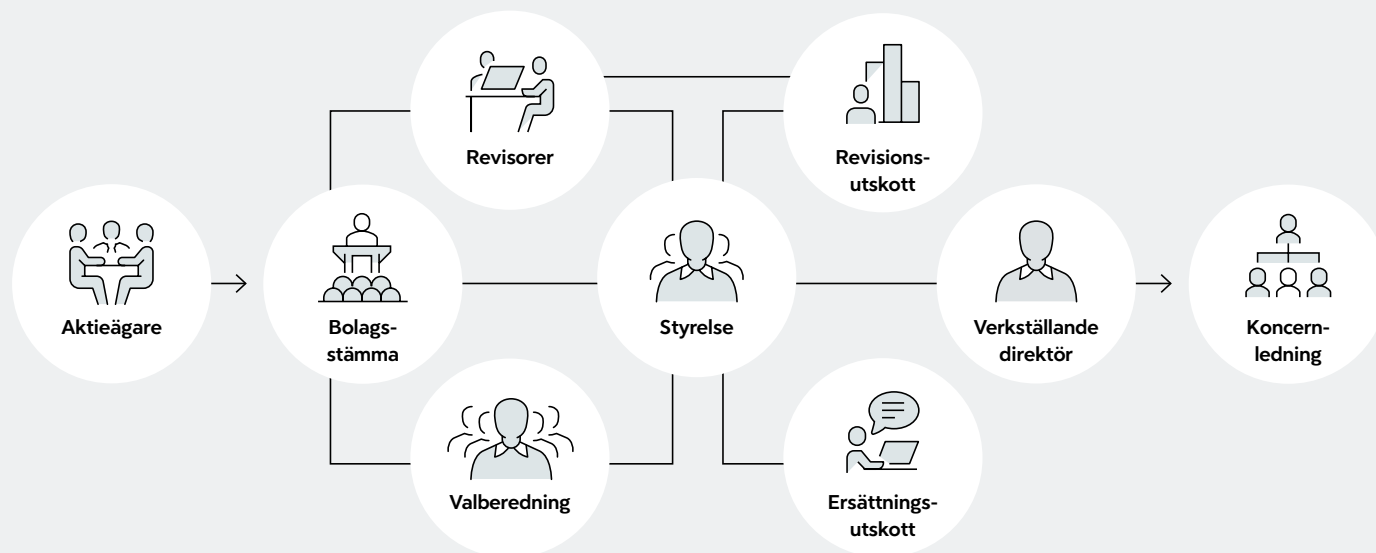 Revisorer
Revisions-
utskott
Aktieägare
Bolags-
stämma
Styrelse
Verkställande
direktör
Koncern-
ledning
Valberedning
Ersättnings-
utskott